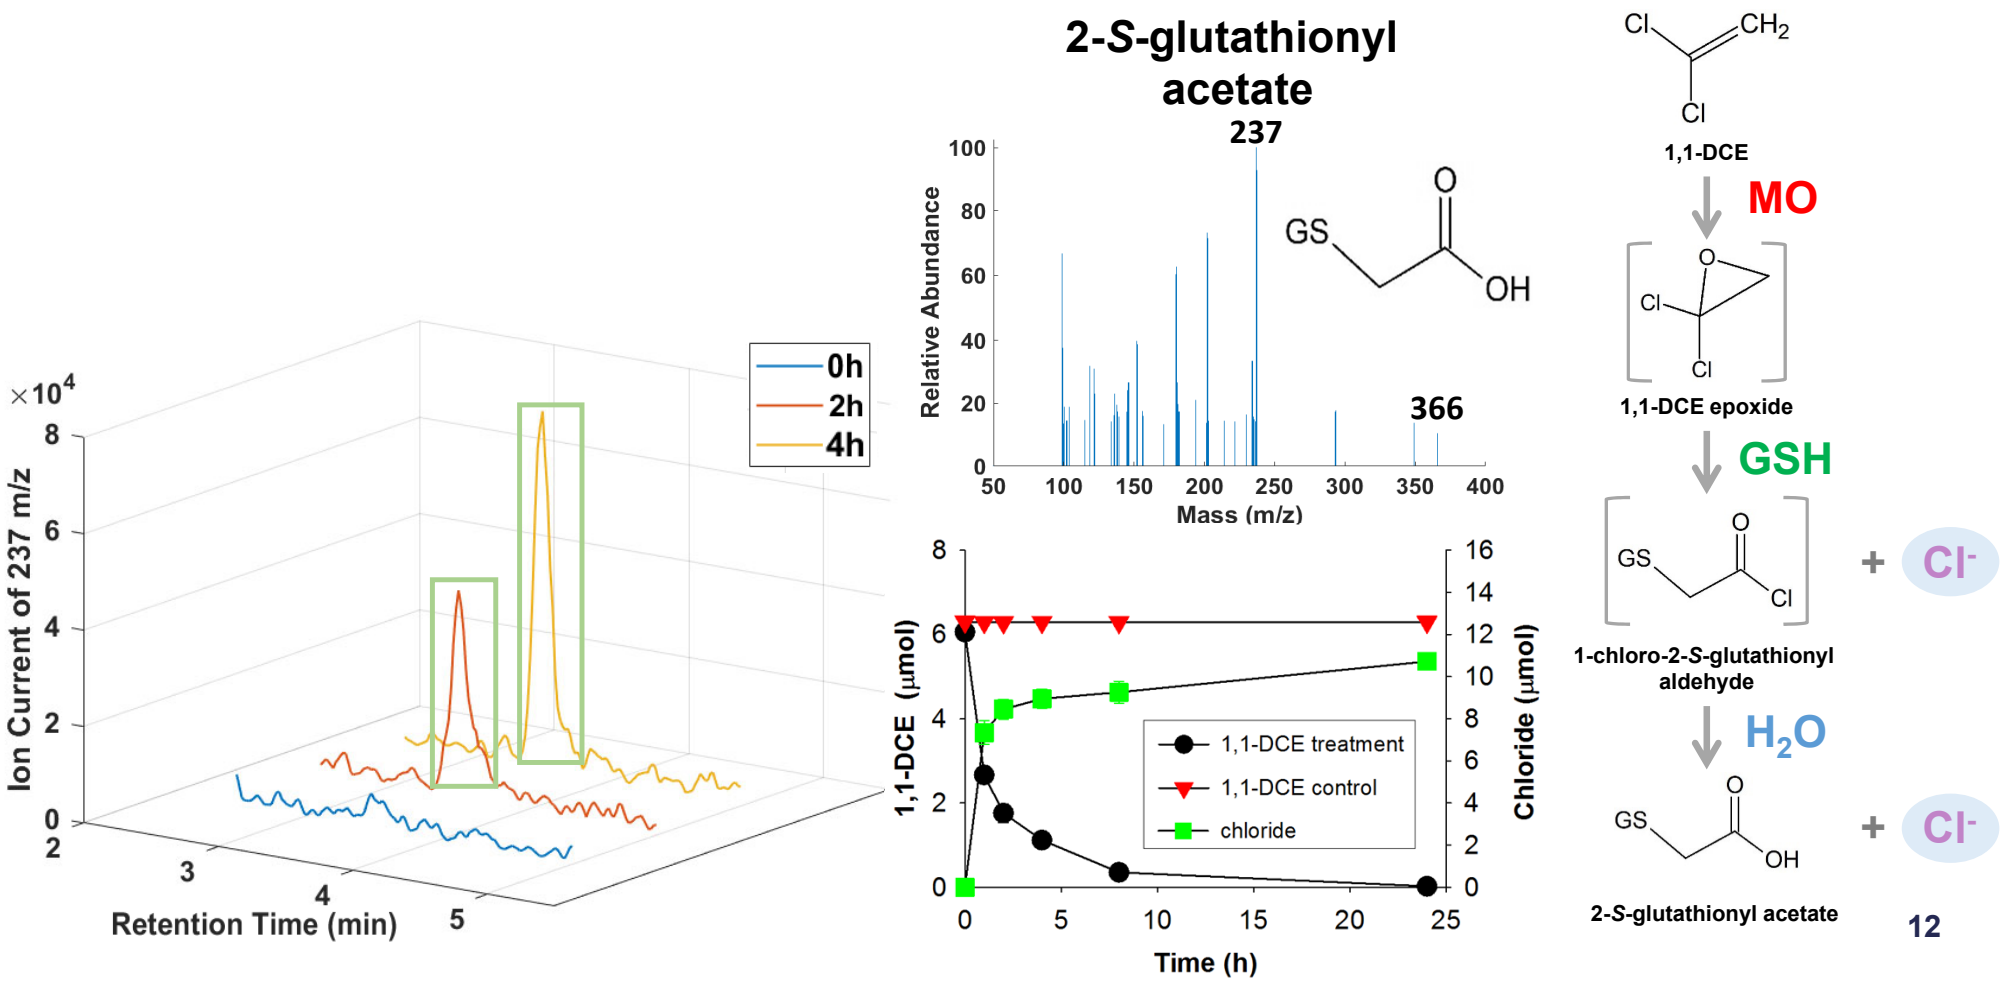 ×10⁴
8
6
4
2
0
Ion Current of 237 m/z
2
3
4
5
Retention Time (min)
0h
2h
4h
2-S-glutathionyl
acetate
237
366
100
80
60
40
20
0
Relative Abundance
50 100 150 200 250 300 350 400
Mass (m/z)
GS
O
OH
8
6
4
2
0
1,1-DCE (µmol)
16
14
12
10
8
6
4
2
0
Chloride (µmol)
1,1-DCE treatment
1,1-DCE control
chloride
0 5 10 15 20 25
Time (h)
Cl
CH₂
Cl
1,1-DCE
MO
O
Cl
Cl
1,1-DCE epoxide
GSH
O
GS
Cl
+ Cl⁻
1-chloro-2-S-glutathionyl
aldehyde
H₂O
O
GS
OH
+ Cl⁻
2-S-glutathionyl acetate
12